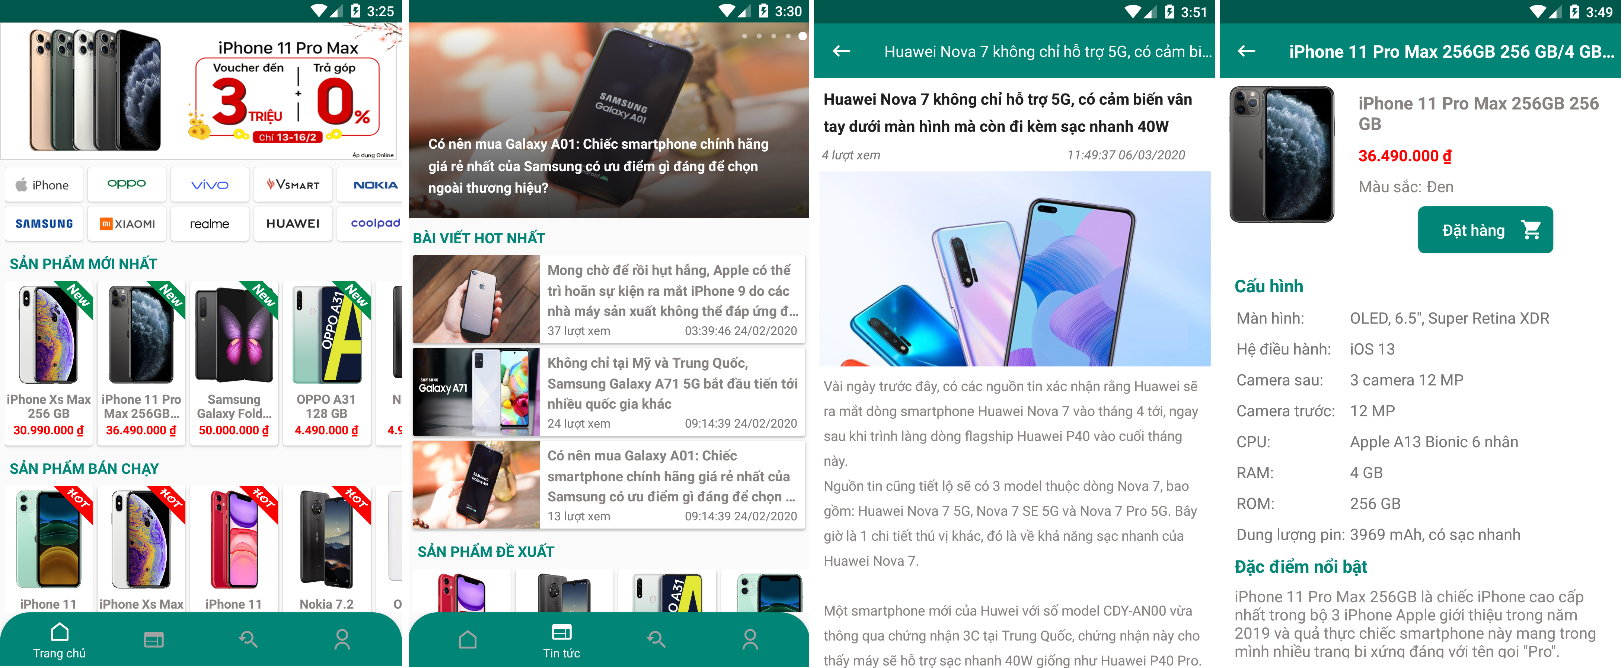 3:25
iPhone 11 Pro Max
Voucher đến
Trả góp
3 TRIỆU
+
0%
Chỉ 13-16/2
Áp dụng Online
iPhone
OPPO
vivo
VSMART
NOKIA
SAMSUNG
mi XIAOMI
realme
HUAWEI
coolpad
SẢN PHẨM MỚI NHẤT
New
New
New
New
OPPO A31
iPhone Xs Max
256 GB
30.990.000 ₫
iPhone 11 Pro
Max 256GB...
36.490.000 ₫
Samsung
Galaxy Fold...
50.000.000 ₫
OPPO A31
128 GB
4.490.000 ₫
N
4.9
SẢN PHẨM BÁN CHẠY
HOT
HOT
HOT
HOT
iPhone 11
iPhone Xs Max
iPhone 11
Nokia 7.2
O
Trang chủ
3:30
SAMSUNG
Galaxy A01
Có nên mua Galaxy A01: Chiếc smartphone chính hãng
giá rẻ nhất của Samsung có ưu điểm gì đáng để chọn
ngoài thương hiệu?
BÀI VIẾT HOT NHẤT
Mong chờ để rồi hụt hẫng, Apple có thể
trì hoãn sự kiện ra mắt iPhone 9 do các
nhà máy sản xuất không thể đáp ứng đ...
37 lượt xem
03:39:46 24/02/2020
SAMSUNG
Galaxy A71
Không chỉ tại Mỹ và Trung Quốc,
Samsung Galaxy A71 5G bắt đầu tiến tới
nhiều quốc gia khác
24 lượt xem
09:14:39 24/02/2020
Có nên mua Galaxy A01: Chiếc
smartphone chính hãng giá rẻ nhất của
Samsung có ưu điểm gì đáng để chọn ...
13 lượt xem
09:14:39 24/02/2020
SẢN PHẨM ĐỀ XUẤT
A31
Tin tức
3:51
Huawei Nova 7 không chỉ hỗ trợ 5G, có cảm bi...
Huawei Nova 7 không chỉ hỗ trợ 5G, có cảm biến vân
tay dưới màn hình mà còn đi kèm sạc nhanh 40W
4 lượt xem
11:49:37 06/03/2020
Vài ngày trước đây, có các nguồn tin xác nhận rằng Huawei sẽ
ra mắt dòng smartphone Huawei Nova 7 vào tháng 4 tới, ngay
sau khi trình làng dòng flagship Huawei P40 vào cuối tháng
này.
Nguồn tin cũng tiết lộ sẽ có 3 model thuộc dòng Nova 7, bao
gồm: Huawei Nova 7 5G, Nova 7 SE 5G và Nova 7 Pro 5G. Bây
giờ là 1 chi tiết thú vị khác, đó là về khả năng sạc nhanh của
Huawei Nova 7.
Một smartphone mới của Huwei với số model CDY-AN00 vừa
thông qua chứng nhận 3C tại Trung Quốc, chứng nhận này cho
thấy máy sẽ hỗ trợ sạc nhanh 40W giống như Huawei P40 Pro.
3:49
iPhone 11 Pro Max 256GB 256 GB/4 GB...
iPhone 11 Pro Max 256GB 256
GB
36.490.000 ₫
Màu sắc: Đen
Đặt hàng
Cấu hình
Màn hình: OLED, 6.5", Super Retina XDR
Hệ điều hành: iOS 13
Camera sau: 3 camera 12 MP
Camera trước: 12 MP
CPU: Apple A13 Bionic 6 nhân
RAM: 4 GB
ROM: 256 GB
Dung lượng pin: 3969 mAh, có sạc nhanh
Đặc điểm nổi bật
iPhone 11 Pro Max 256GB là chiếc iPhone cao cấp
nhất trong bộ 3 iPhone Apple giới thiệu trong năm
2019 và quả thực chiếc smartphone này mang trong
mình nhiều trang bị xứng đáng với tên gọi "Pro".